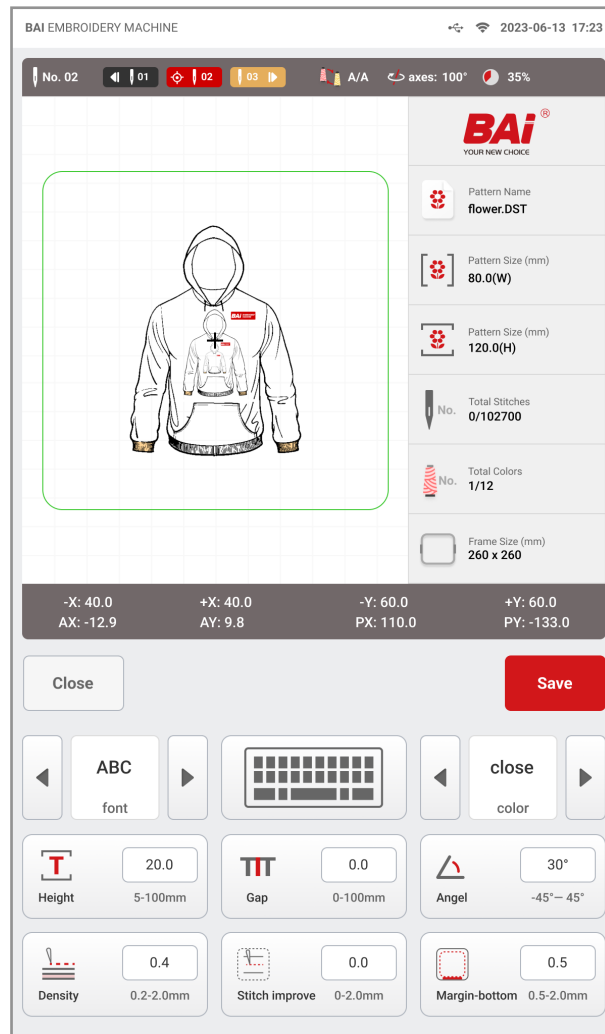 BAI EMBROIDERY MACHINE 2023-06-13 17:23
No. 02 01 02 03 A/A axes: 100° 35%
BAi ®
YOUR NEW CHOICE
Pattern Name
flower.DST
Pattern Size (mm)
80.0(W)
Pattern Size (mm)
120.0(H)
No. Total Stitches
0/102700
No. Total Colors
1/12
Frame Size (mm)
260 x 260
BAi
-X: 40.0 +X: 40.0 -Y: 60.0 +Y: 60.0
AX: -12.9 AY: 9.8 PX: 110.0 PY: -133.0
Close Save
ABC close
font color
T 20.0 TTT 0.0 30°
Height 5-100mm Gap 0-100mm Angel -45°— 45°
0.4 0.0 0.5
Density 0.2-2.0mm Stitch improve 0-2.0mm Margin-bottom 0.5-2.0mm